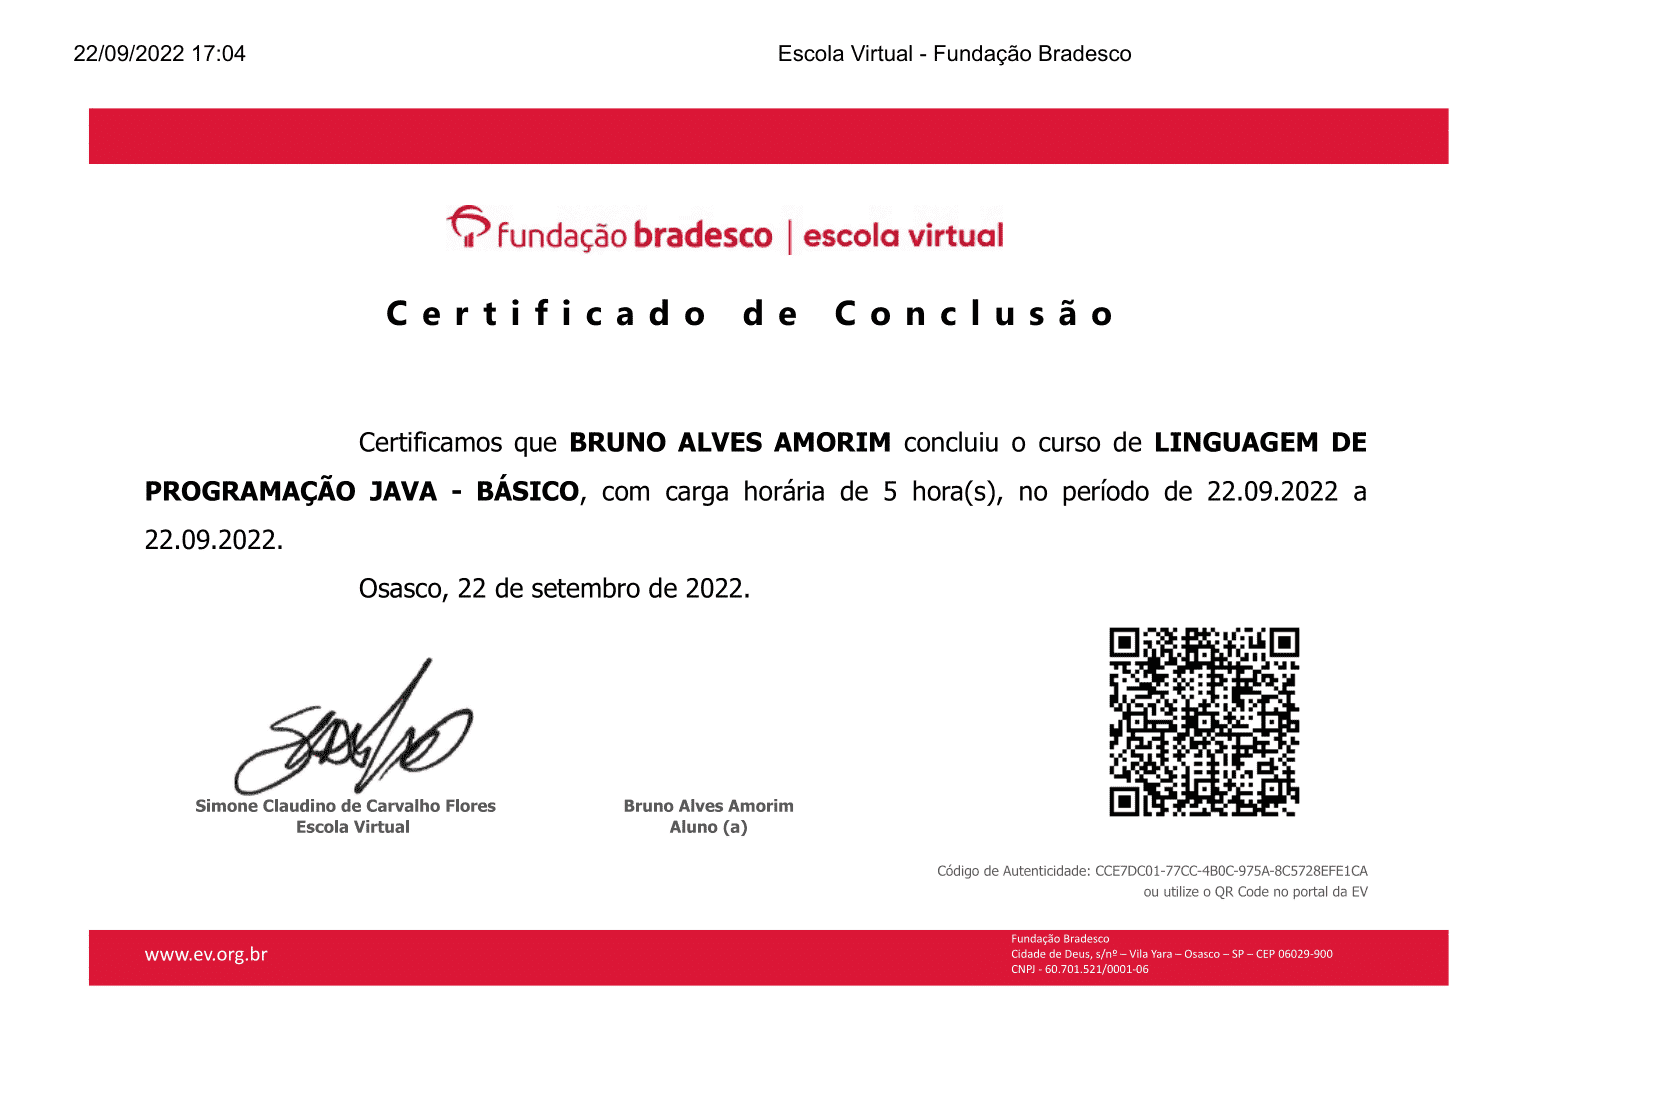 22/09/2022 17:04
Escola Virtual - Fundação Bradesco
fundação bradesco | escola virtual
Certificado de Conclusão
Certificamos que BRUNO ALVES AMORIM concluiu o curso de LINGUAGEM DE
PROGRAMAÇÃO JAVA - BÁSICO, com carga horária de 5 hora(s), no período de 22.09.2022 a
22.09.2022.
Osasco, 22 de setembro de 2022.
Simone Claudino de Carvalho Flores
Escola Virtual
Bruno Alves Amorim
Aluno (a)
Código de Autenticidade: CCE7DC01-77CC-4B0C-975A-8C5728EFE1CA
ou utilize o QR Code no portal da EV
www.ev.org.br
Fundação Bradesco
Cidade de Deus, s/nº – Vila Yara – Osasco – SP – CEP 06029-900
CNPJ - 60.701.521/0001-06